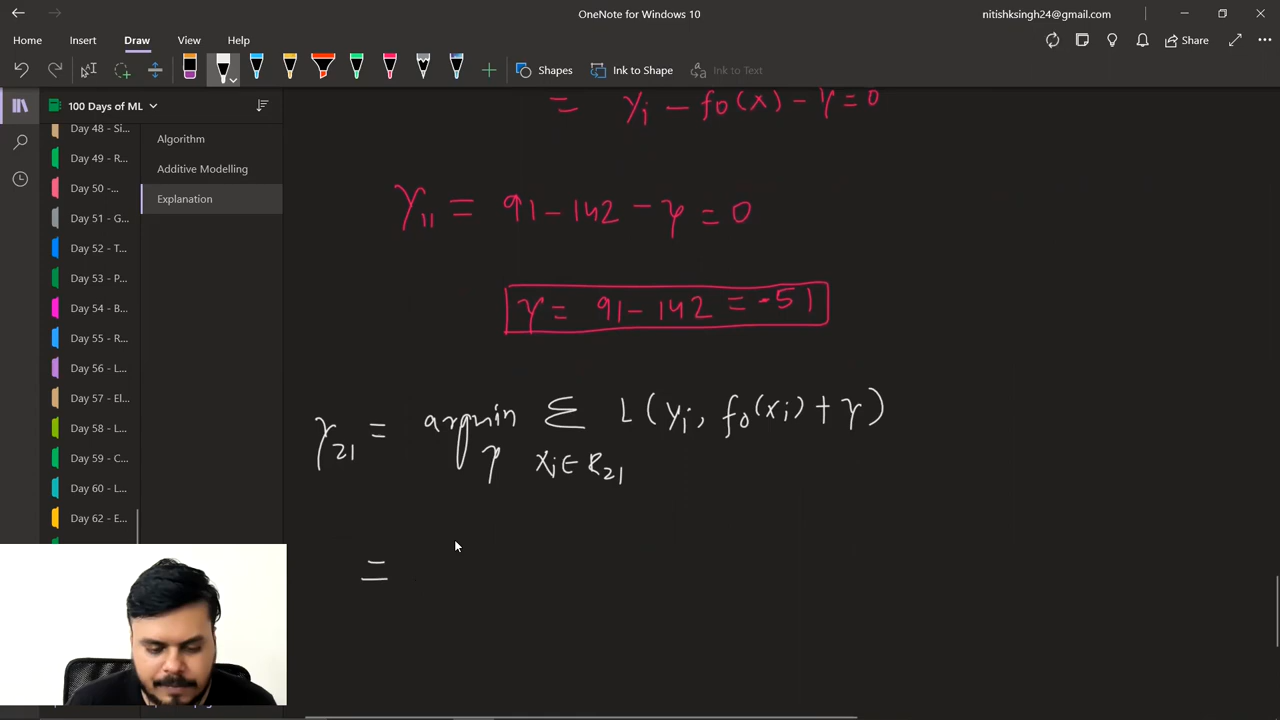 OneNote for Windows 10
nitishksingh24@gmail.com
Home Insert Draw View Help
Share
Shapes Ink to Shape Ink to Text
100 Days of ML
Day 48 - Si...
Day 49 - R...
Day 50 -...
Day 51 - G...
Day 52 - T...
Day 53 - P...
Day 54 - B...
Day 55 - R...
Day 56 - L...
Day 57 - El...
Day 58 - L...
Day 59 - C...
Day 60 - L...
Day 62 - E...
Algorithm
Additive Modelling
Explanation
= yi - f0(x) - γ = 0
γ11 = 91 - 142 - γ = 0
γ = 91 - 142 = -51
γ21 = argmin Σ L(yi, f0(xi) + γ)
γ xi ∈ R21
=